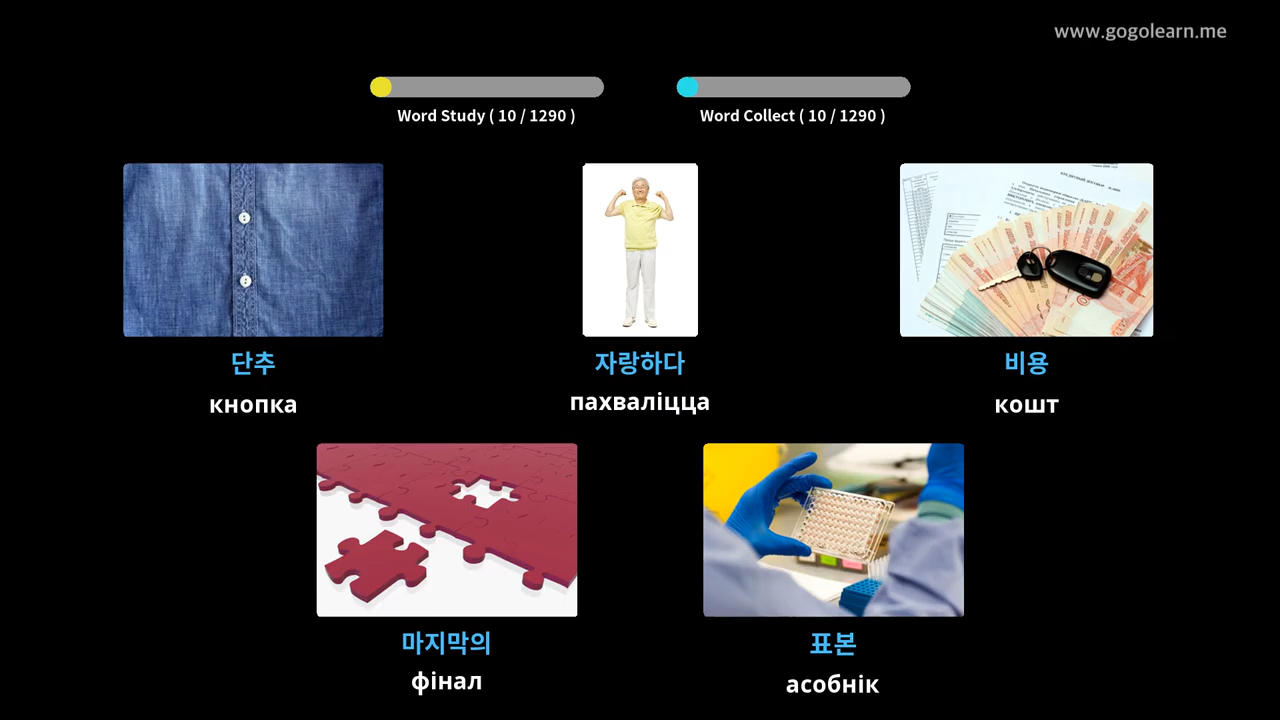 www.gogolearn.me
Word Study ( 10 / 1290 )
Word Collect ( 10 / 1290 )
단추
자랑하다
비용
кнопка
пахваліцца
кошт
마지막의
표본
фінал
асобнік